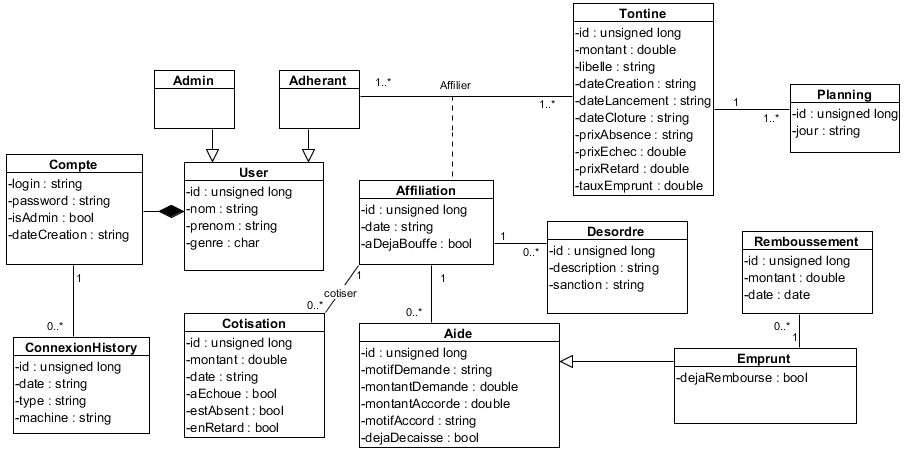 Tontine
-id : unsigned long
-montant : double
-libelle : string
-dateCreation : string
-dateLancement : string
-dateCloture : string
-prixAbsence : string
-prixEchec : double
-prixRetard : double
-tauxEmprunt : double
Admin
Adherant
1..*
Affilier
1..*
1
1..*
Planning
-id : unsigned long
-jour : string
Compte
-login : string
-password : string
-isAdmin : bool
-dateCreation : string
User
-id : unsigned long
-nom : string
-prenom : string
-genre : char
Affiliation
-id : unsigned long
-date : string
-aDejaBouffe : bool
1
0..*
Desordre
-id : unsigned long
-description : string
-sanction : string
Remboussement
-id : unsigned long
-montant : double
-date : date
1
0..*
1
cotiser
0..*
1
0..*
0..*
1
ConnexionHistory
-id : unsigned long
-date : string
-type : string
-machine : string
Cotisation
-id : unsigned long
-montant : double
-date : string
-aEchoue : bool
-estAbsent : bool
-enRetard : bool
Aide
-id : unsigned long
-motifDemande : string
-montantDemande : double
-montantAccorde : double
-motifAccord : string
-dejaDecaisse : bool
Emprunt
-dejaRembourse : bool